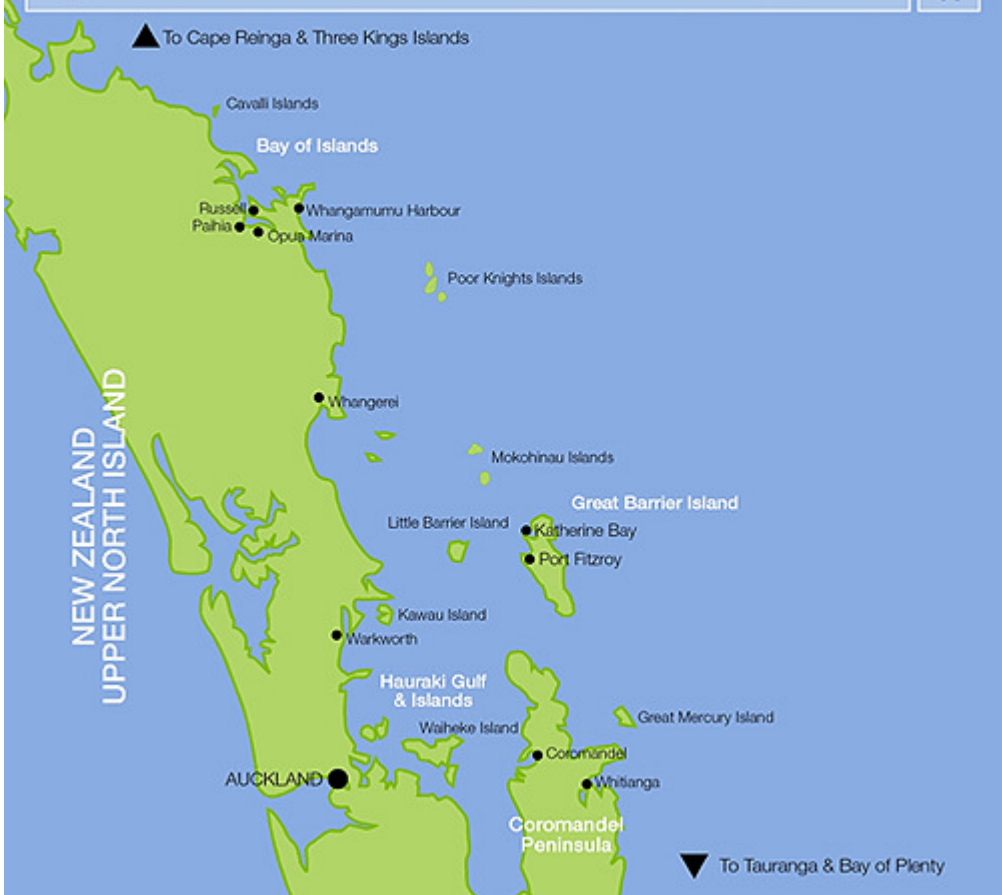 To Cape Reinga & Three Kings Islands
Cavalli Islands
Bay of Islands
Russell
Whangamumu Harbour
Paihia
Opua Marina
Poor Knights Islands
Whangerei
NEW ZEALAND
UPPER NORTH ISLAND
Mokohinau Islands
Great Barrier Island
Little Barrier Island
Katherine Bay
Port Fitzroy
Kawau Island
Warkworth
Hauraki Gulf
& Islands
Waiheke Island
Great Mercury Island
Coromandel
AUCKLAND
Whitianga
Coromandel
Peninsula
To Tauranga & Bay of Plenty